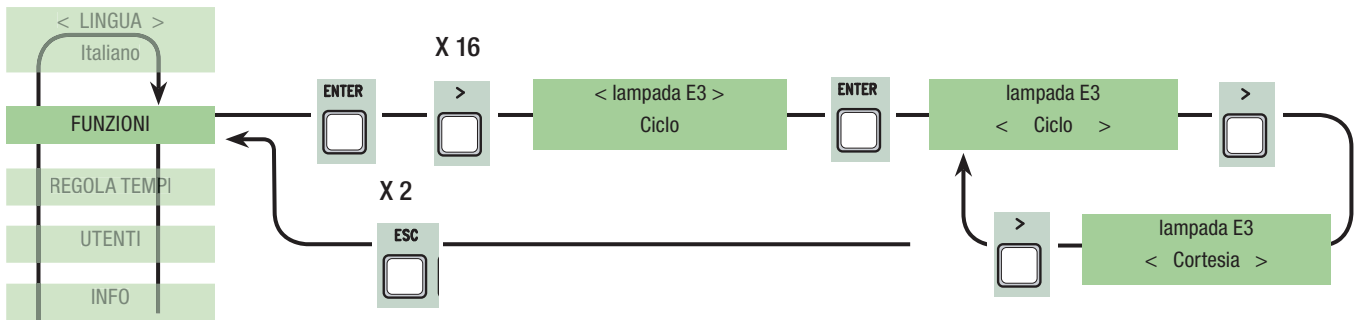 < LINGUA >
Italiano
FUNZIONI
REGOLA TEMPI
UTENTI
INFO
ENTER
X 16
>
< lampada E3 >
Ciclo
ENTER
lampada E3
< Ciclo >
>
lampada E3
< Cortesia >
>
X 2
ESC